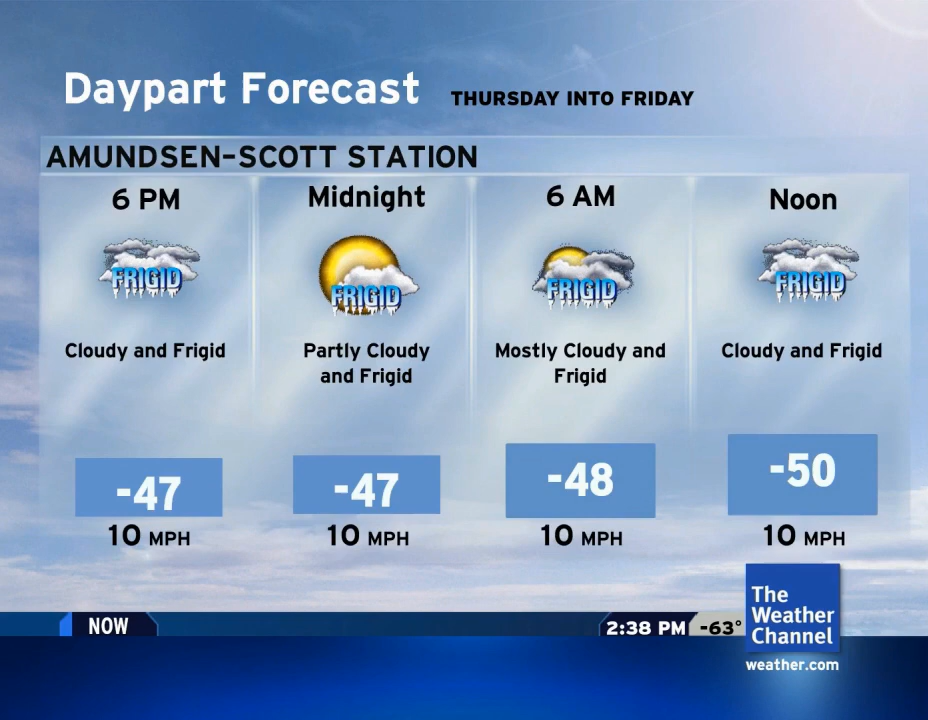 Daypart Forecast THURSDAY INTO FRIDAY
AMUNDSEN-SCOTT STATION
6 PM Midnight 6 AM Noon
FRIGID FRIGID FRIGID FRIGID
Cloudy and Frigid Partly Cloudy Mostly Cloudy and Cloudy and Frigid
and Frigid Frigid
-47 -47 -48 -50
10 MPH 10 MPH 10 MPH 10 MPH
The
Weather
Channel
NOW 2:38 PM -63°
weather.com